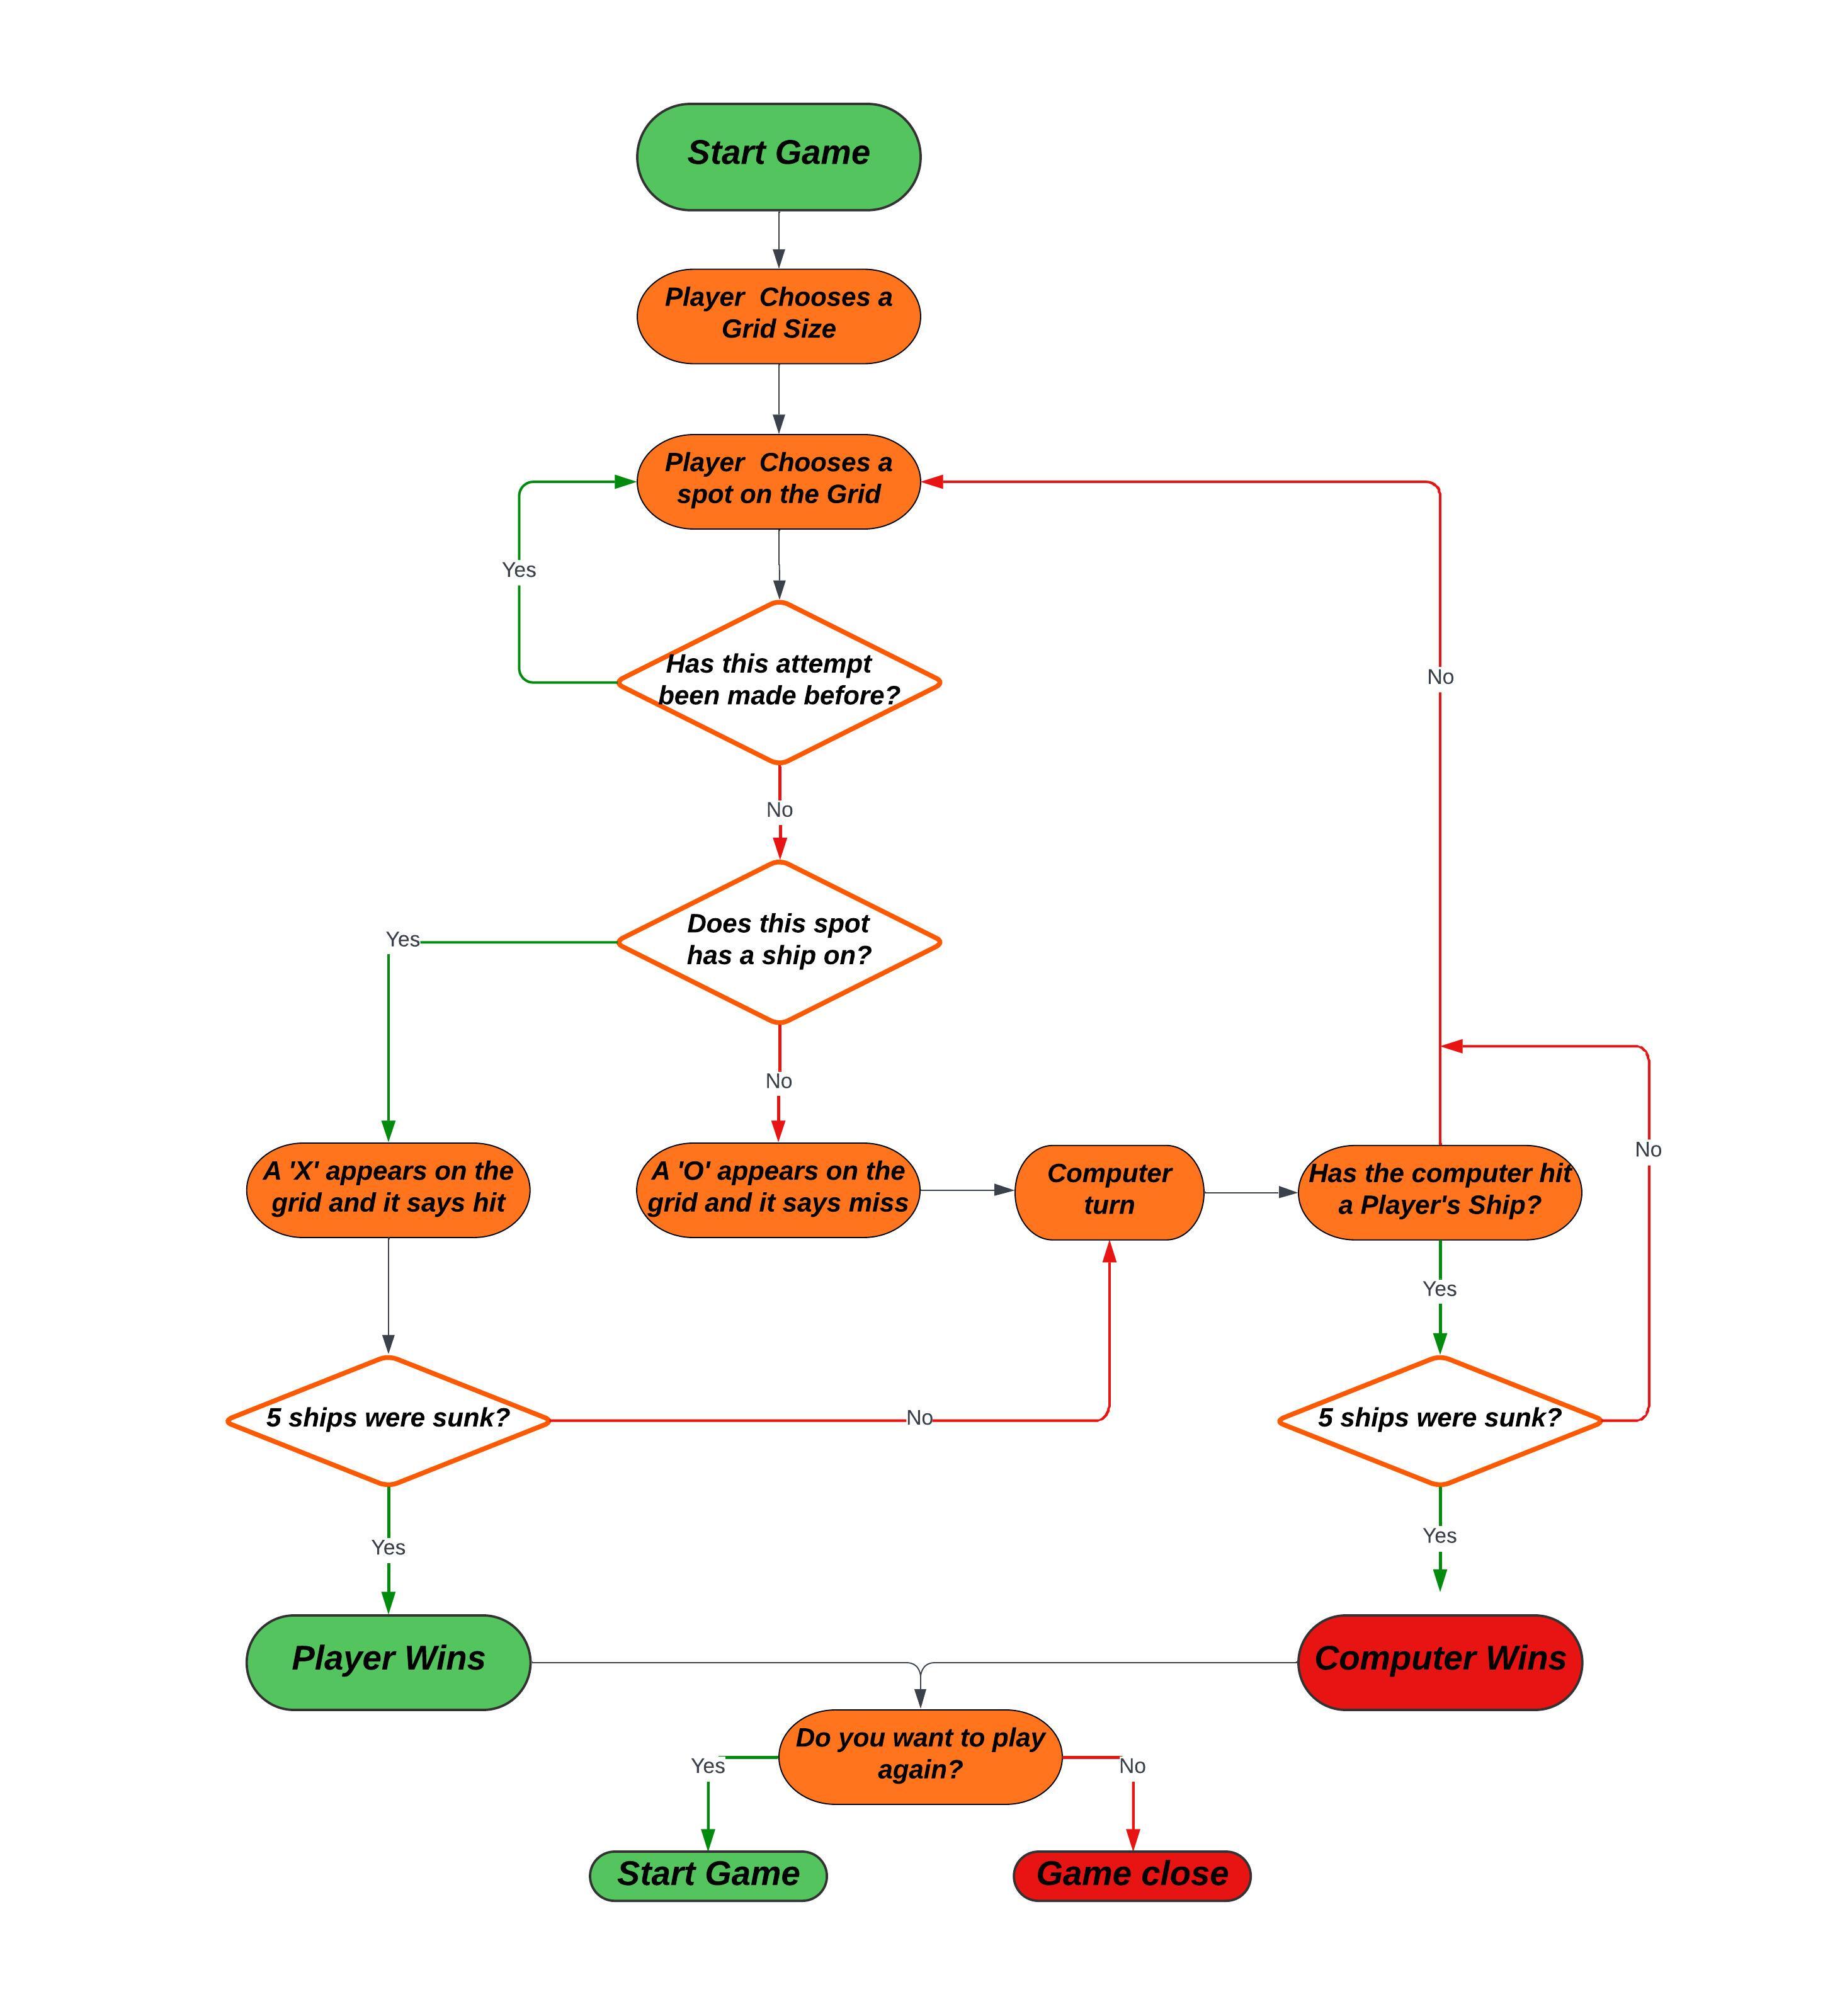 Start Game
Player  Chooses a
Grid Size
Player  Chooses a
spot on the Grid
Yes
Has this attempt
been made before?
No
No
Does this spot
has a ship on?
Yes
No
A 'X' appears on the
grid and it says hit
A 'O' appears on the
grid and it says miss
Computer
turn
Has the computer hit
a Player's Ship?
No
Yes
5 ships were sunk?
No
5 ships were sunk?
Yes
Yes
Player Wins
Computer Wins
Do you want to play
again?
Yes
No
Start Game
Game close